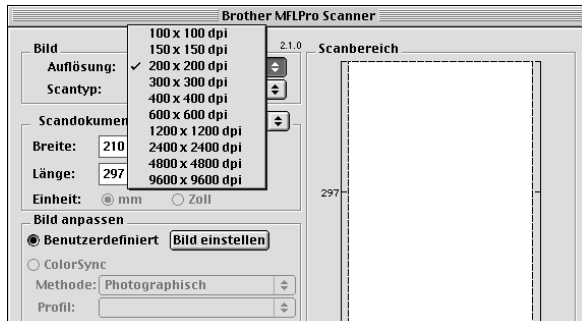 Brother MFLPro Scanner
Bild
2.1.0
Auflösung:
100 x 100 dpi
150 x 150 dpi
✓ 200 x 200 dpi
300 x 300 dpi
400 x 400 dpi
600 x 600 dpi
1200 x 1200 dpi
2400 x 2400 dpi
4800 x 4800 dpi
9600 x 9600 dpi
Scantyp:
Scandokumen
Breite: 210
Länge: 297
Einheit: mm Zoll
Bild anpassen
Benutzerdefiniert Bild einstellen
ColorSync
Methode: Photographisch
Profil:
Scanbereich
297